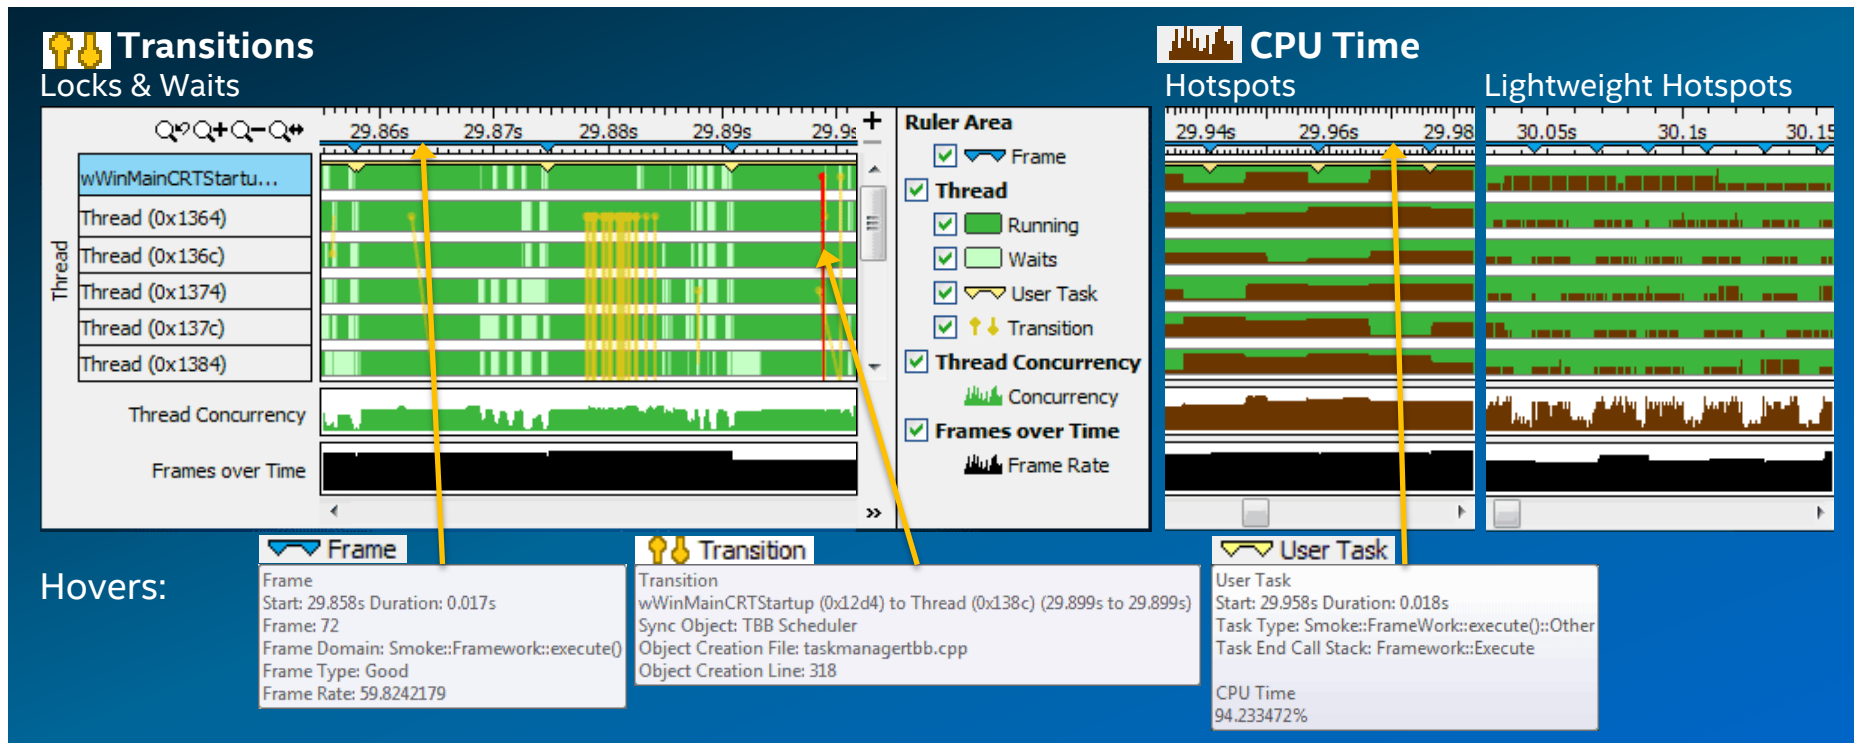 Transitions
Locks & Waits
CPU Time
Hotspots
Lightweight Hotspots
29.86s 29.87s 29.88s 29.89s 29.9s
Thread
wWinMainCRTStartu...
Thread (0x1364)
Thread (0x136c)
Thread (0x1374)
Thread (0x137c)
Thread (0x1384)
Thread Concurrency
Frames over Time
Ruler Area
Frame
Thread
Running
Waits
User Task
Transition
Thread Concurrency
Concurrency
Frames over Time
Frame Rate
29.94s 29.96s 29.98
30.05s 30.1s 30.15
Hovers:
Frame
Frame
Start: 29.858s Duration: 0.017s
Frame: 72
Frame Domain: Smoke::Framework::execute()
Frame Type: Good
Frame Rate: 59.8242179
Transition
Transition
wWinMainCRTStartup (0x12d4) to Thread (0x138c) (29.899s to 29.899s)
Sync Object: TBB Scheduler
Object Creation File: taskmanagertbb.cpp
Object Creation Line: 318
User Task
User Task
Start: 29.958s Duration: 0.018s
Task Type: Smoke::FrameWork::execute()::Other
Task End Call Stack: Framework::Execute
CPU Time
94.233472%